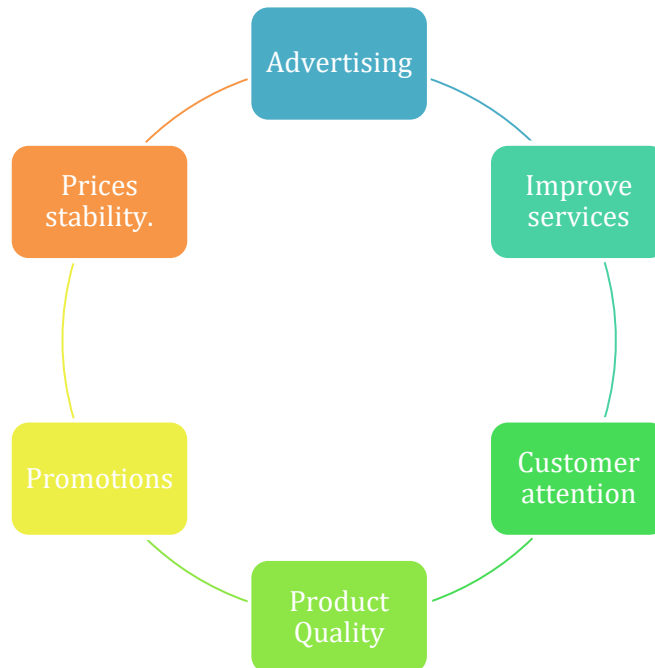 Advertising
Improve
services
Customer
attention
Product
Quality
Promotions
Prices
stability.